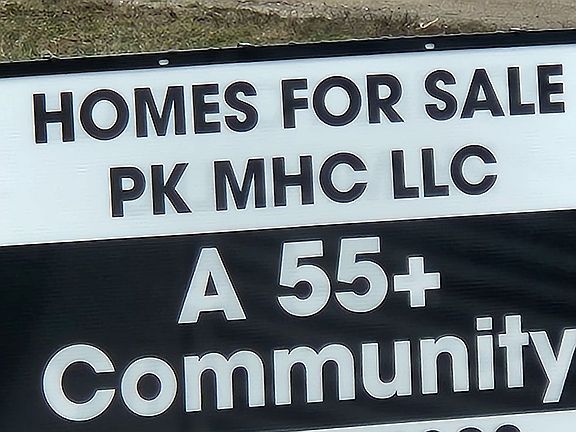 HOMES FOR SALE
PK MHC LLC
A 55+
Community